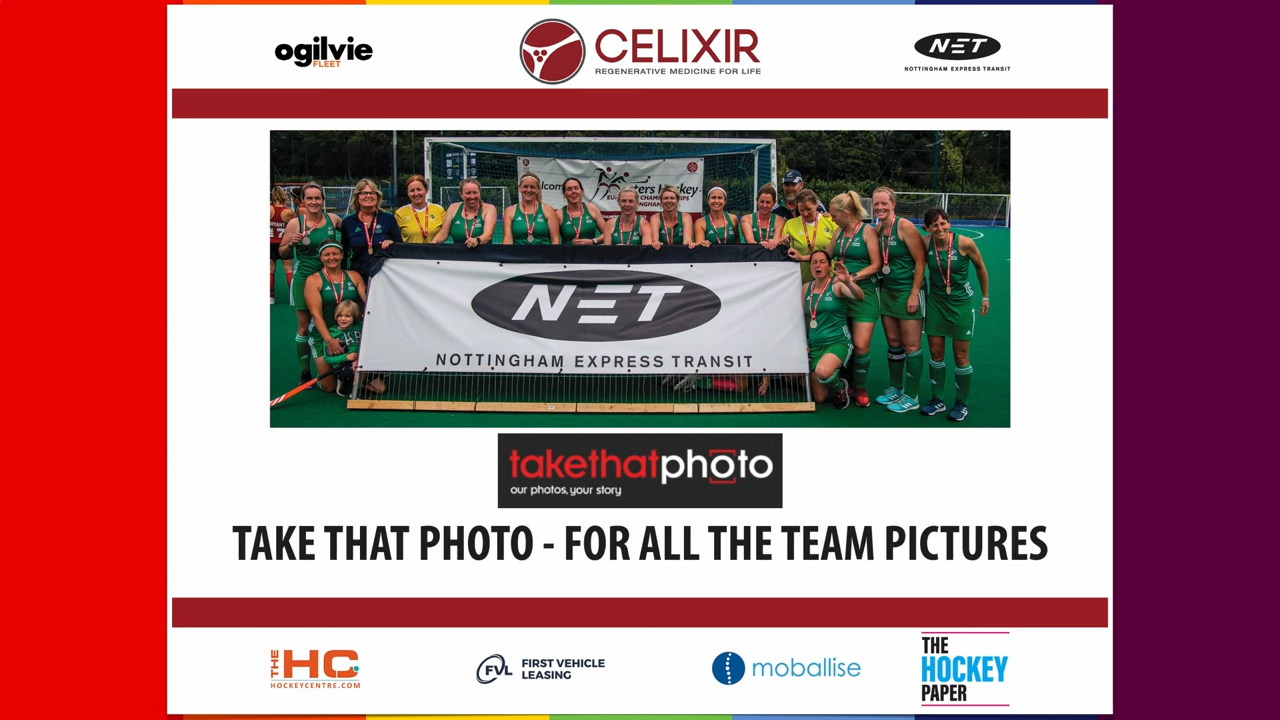 ogilvie
FLEET
CELIXIR
REGENERATIVE MEDICINE FOR LIFE
NET
NOTTINGHAM EXPRESS TRANSIT
NET
NOTTINGHAM EXPRESS TRANSIT
takethatphoto
our photos, your story
TAKE THAT PHOTO - FOR ALL THE TEAM PICTURES
THE HC
HOCKEYCENTRE.COM
FVL
FIRST VEHICLE
LEASING
moballise
THE
HOCKEY
PAPER